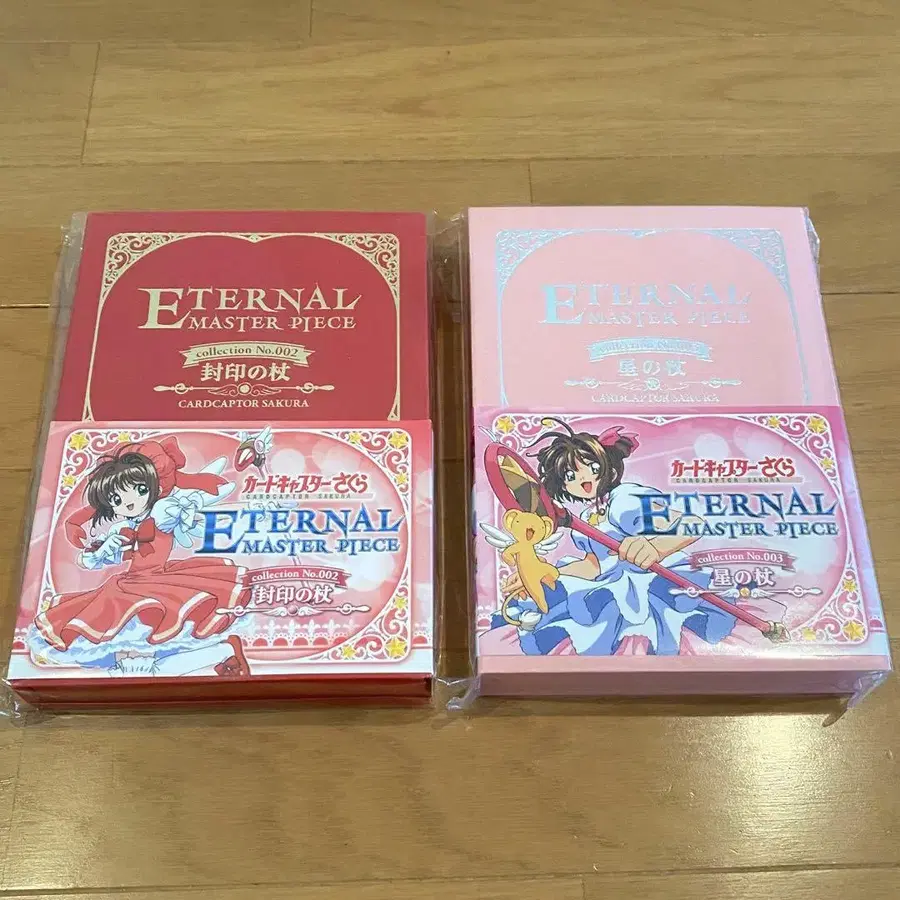 ETERNAL
MASTER PIECE
collection No.002
封印の杖
CARDCAPTOR SAKURA
カードキャプターさくら
CARDCAPTOR SAKURA
ETERNAL
MASTER PIECE
collection No.002
封印の杖
ETERNAL
MASTER PIECE
collection
星の杖
CARDCAPTOR SAKURA
カードキャプターさくら
CARDCAPTOR SAKURA
ETERNAL
MASTER PIECE
collection No.003
星の杖